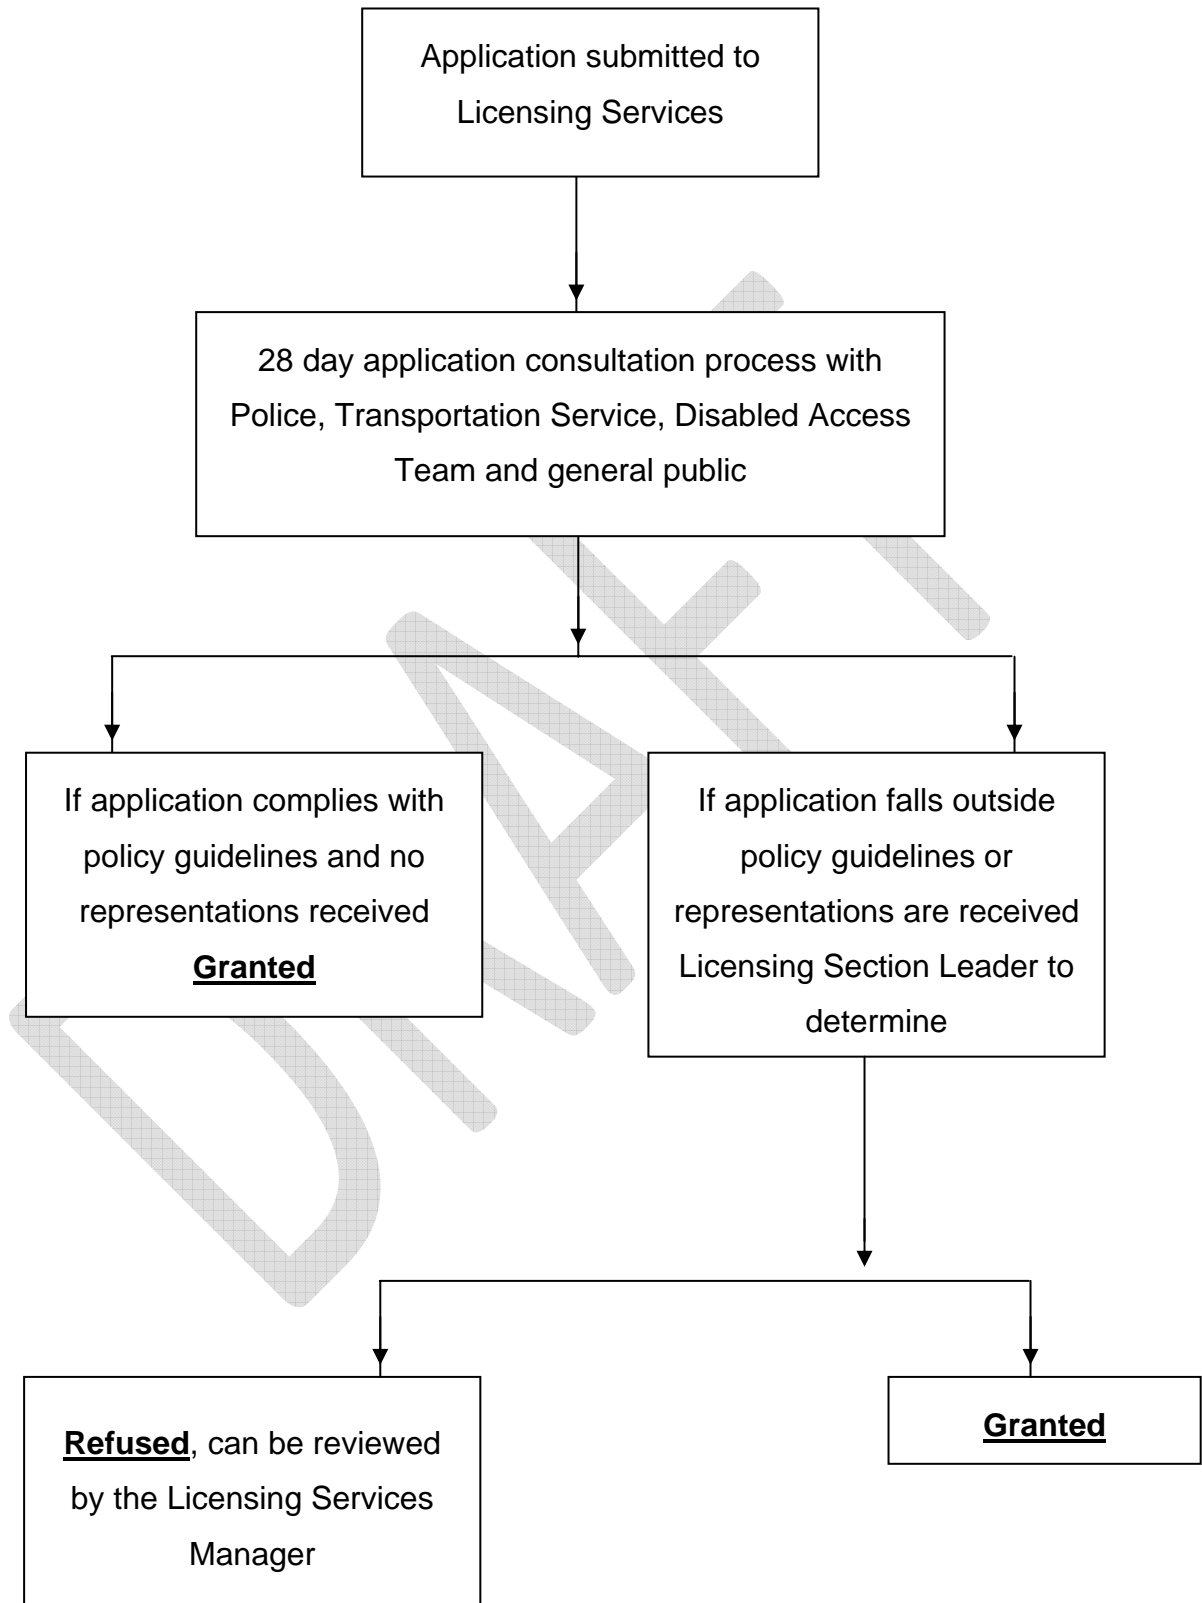 Application submitted to
Licensing Services
28 day application consultation process with
Police, Transportation Service, Disabled Access
Team and general public
If application complies with
policy guidelines and no
representations received
Granted
If application falls outside
policy guidelines or
representations are received
Licensing Section Leader to
determine
Refused, can be reviewed
by the Licensing Services
Manager
Granted
DRAFT